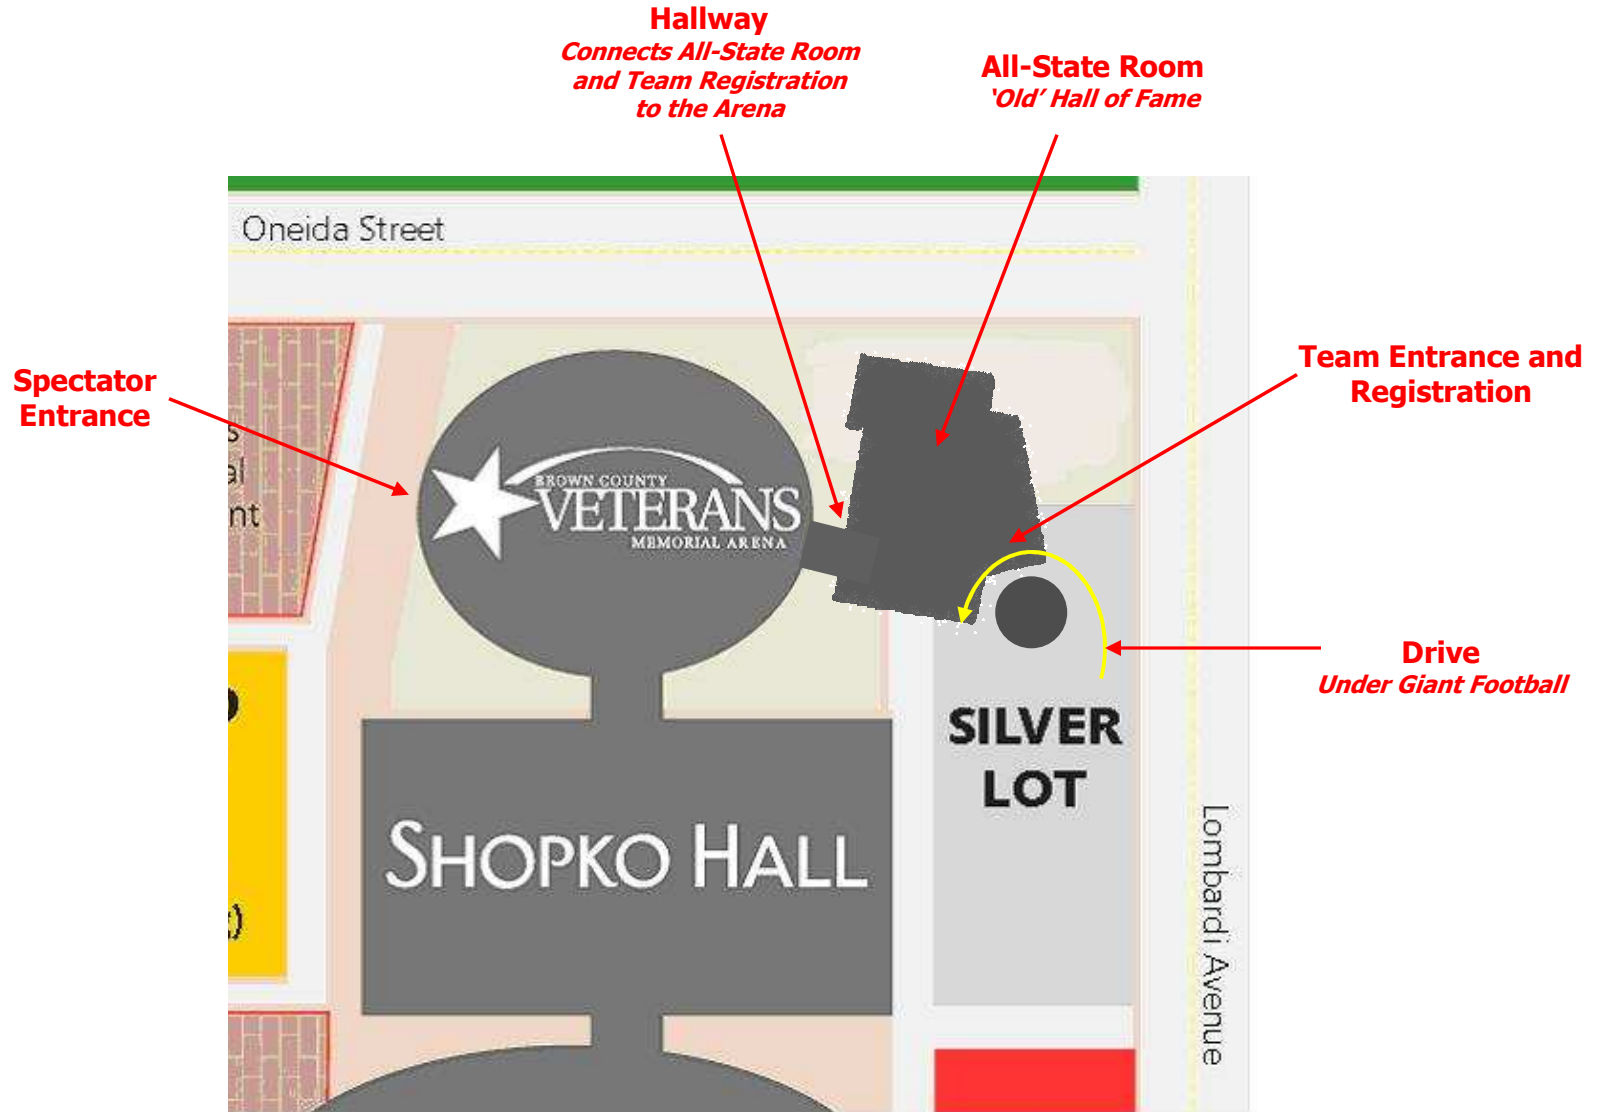 Hallway
Connects All-State Room
and Team Registration
to the Arena
All-State Room
‘Old’ Hall of Fame
Oneida Street
Spectator
Entrance
Team Entrance and
Registration
s
al
nt
BROWN COUNTY
VETERANS
MEMORIAL ARENA
Drive
Under Giant Football
SILVER
LOT
SHOPKO HALL
Lombardi Avenue